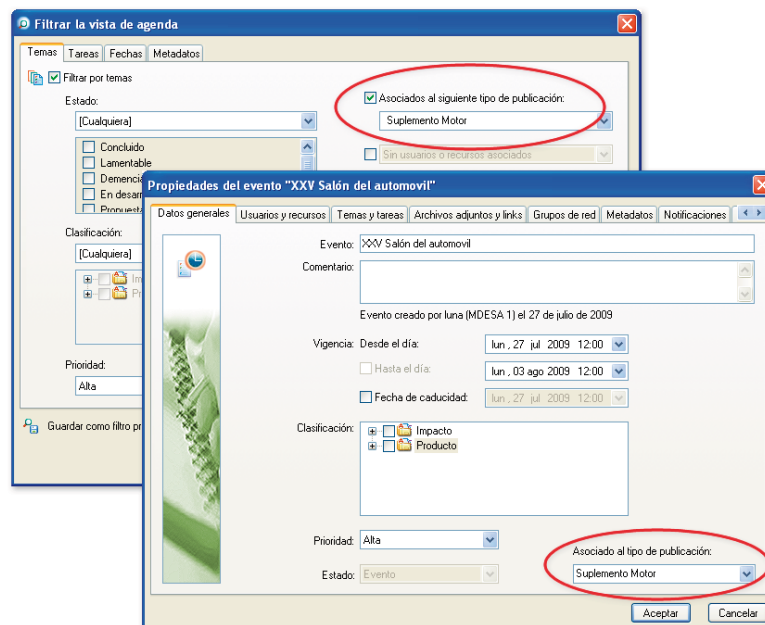 Filtrar la vista de agenda
Temas Tareas Fechas Metadatos
Filtrar por temas
Estado:
[Cualquiera]
Concluido
Lamentable
En
Asociados al siguiente tipo de publicación:
Suplemento Motor
Sin usuarios o recursos asociados
Clasificación:
[Cualquiera]
Prioridad:
Alta
Guardar como filtro
Propiedades del evento "XXV Salón del automovil"
Datos generales Usuarios y recursos Temas y tareas Archivos adjuntos y links Grupos de red Metadatos Notificaciones
Evento: XXV Salón del automovil
Comentario:
Evento creado por luna (MDESA 1) el 27 de julio de 2009
Vigencia: Desde el día: lun , 27 jul 2009 12:00
Hasta el día: lun , 03 ago 2009 12:00
Fecha de caducidad: lun , 27 jul 2009 12:00
Clasificación:
Impacto
Producto
Prioridad: Alta
Estado: Evento
Asociado al tipo de publicación:
Suplemento Motor
Aceptar Cancelar